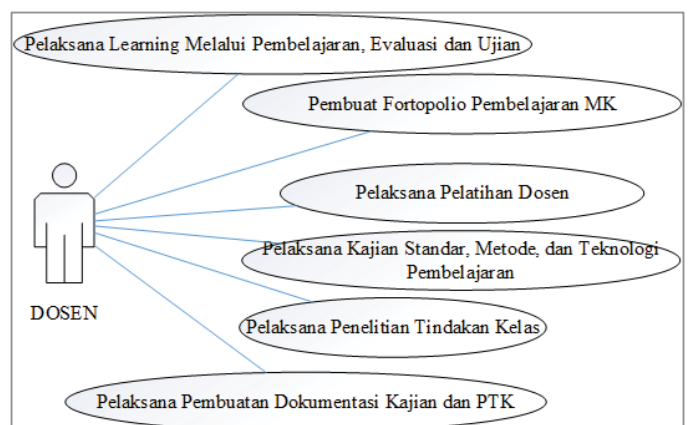 Pelaksana Learning Melalui Pembelajaran, Evaluasi dan Ujian
Pembuat Fortopolio Pembelajaran MK
Pelaksana Pelatihan Dosen
Pelaksana Kajian Standar, Metode, dan Teknologi
Pembelajaran
DOSEN
Pelaksana Penelitian Tindakan Kelas
Pelaksana Pembuatan Dokumentasi Kajian dan PTK